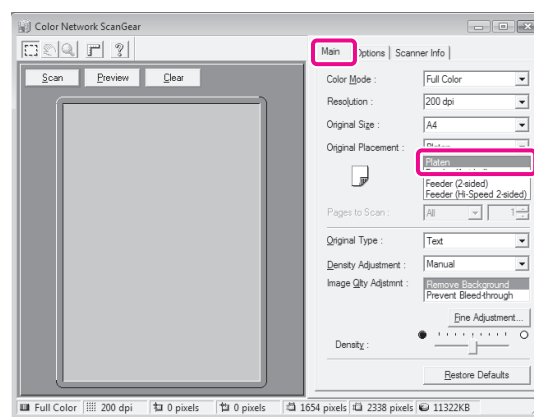 Color Network ScanGear
Main
Options
Scanner Info
Scan
Preview
Clear
Color Mode :
Full Color
Resolution :
200 dpi
Original Size :
A4
Original Placement :
Platen
Feeder (2-sided)
Feeder (Hi-Speed 2-sided)
Pages to Scan :
All
1
Original Type :
Text
Density Adjustment :
Manual
Image Qlty Adjstmnt :
Remove Background
Prevent Bleed-through
Fine Adjustment...
Density :
Restore Defaults
Full Color
200 dpi
0 pixels
0 pixels
1654 pixels
2338 pixels
11322KB